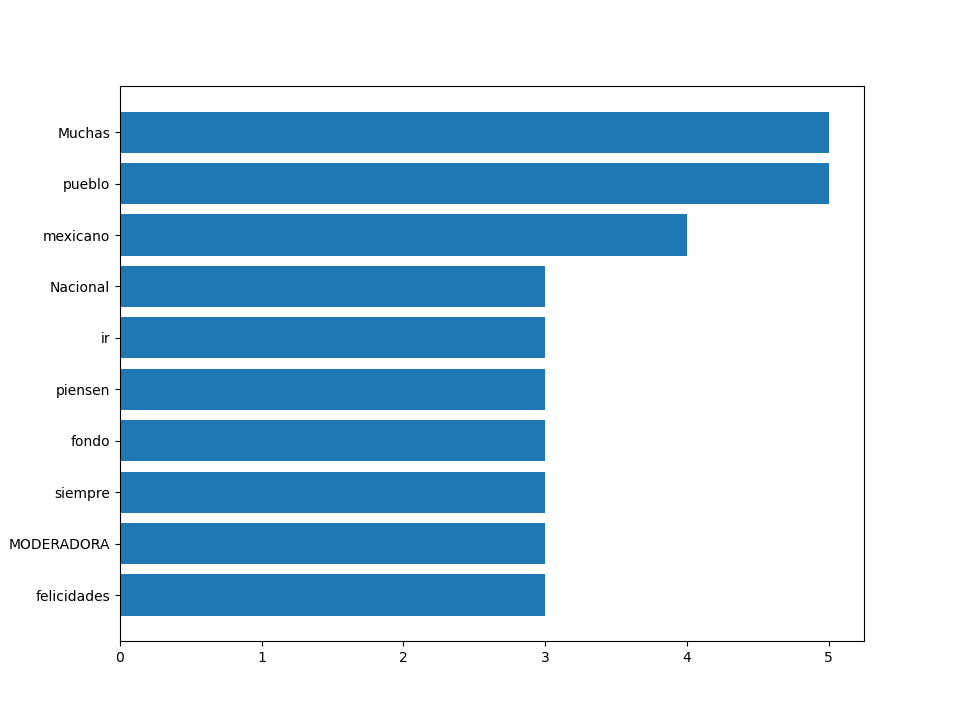 Muchas
pueblo
mexicano
Nacional
ir
piensen
fondo
siempre
MODERADORA
felicidades
0 1 2 3 4 5